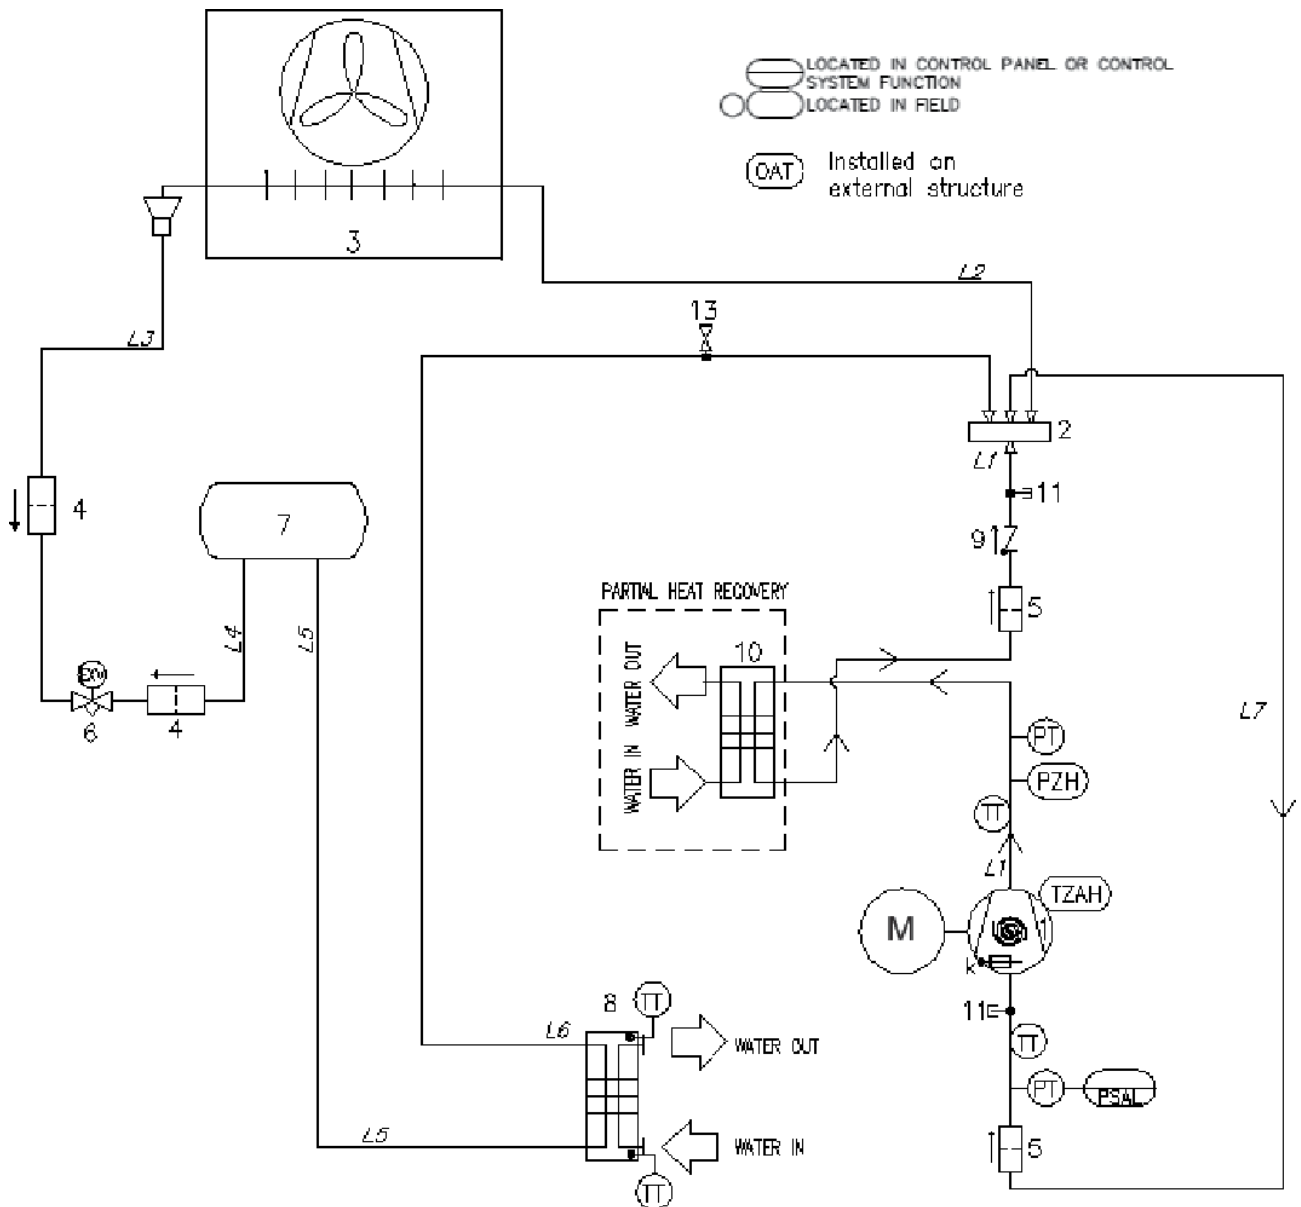 LOCATED IN CONTROL PANEL OR CONTROL
SYSTEM FUNCTION
LOCATED IN FIELD
OAT
Installed on
external structure
3
L2
13
L3
2
L1
11
4
7
9
5
PARTIAL HEAT RECOVERY
L4
L5
10
WATER OUT
WATER IN
EXV
6
4
L7
PT
PZH
TT
L1
TZAH
M
1
k
11
8
TT
TT
L6
WATER OUT
PT
PSAL
L5
WATER IN
5
TT